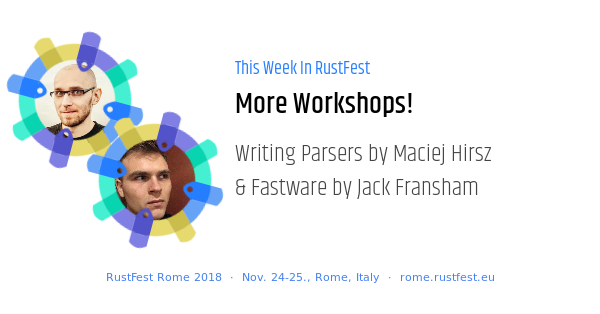 This Week In RustFest
More Workshops!
Writing Parsers by Maciej Hirsz
& Fastware by Jack Fransham
RustFest Rome 2018 · Nov. 24-25., Rome, Italy · rome.rustfest.eu